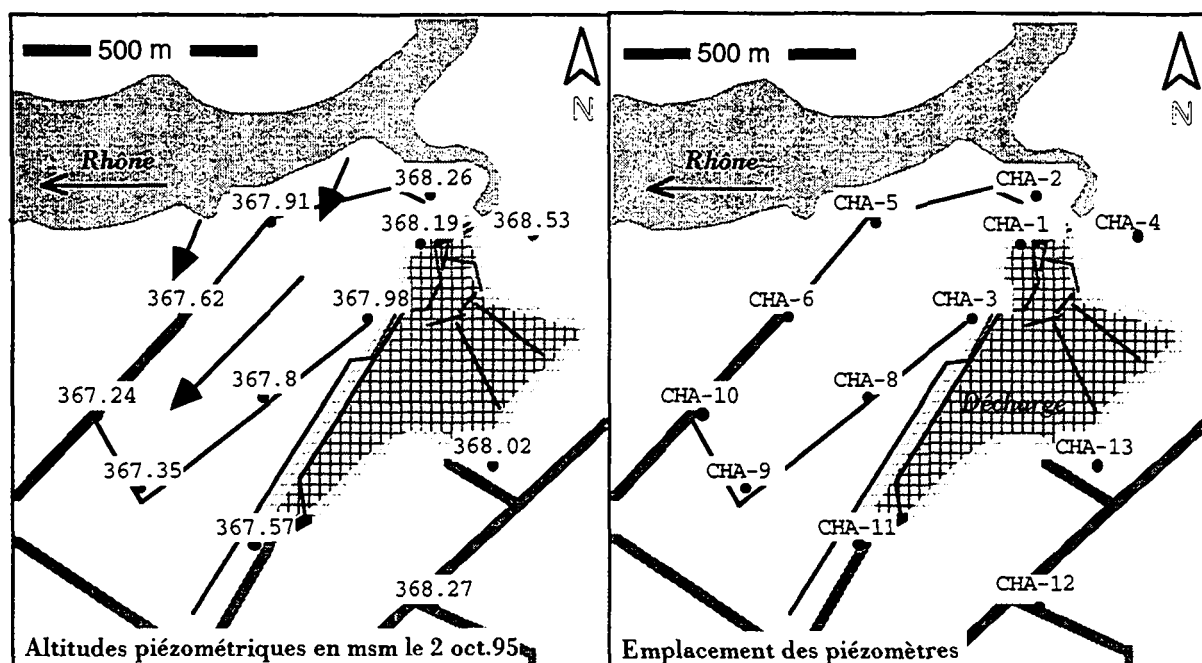 500 m
N
Rhône
368.26
367.91
368.19
368.53
367.62
367.98
367.8
367.24
368.02
367.35
367.57
368.27
Altitudes piézométriques en msm le 2 oct.95
500 m
N
Rhône
CHA-2
CHA-5
CHA-1
CHA-4
CHA-6
CHA-3
CHA-8
CHA-10
Décharge
CHA-13
CHA-9
CHA-11
CHA-12
Emplacement des piézomètres